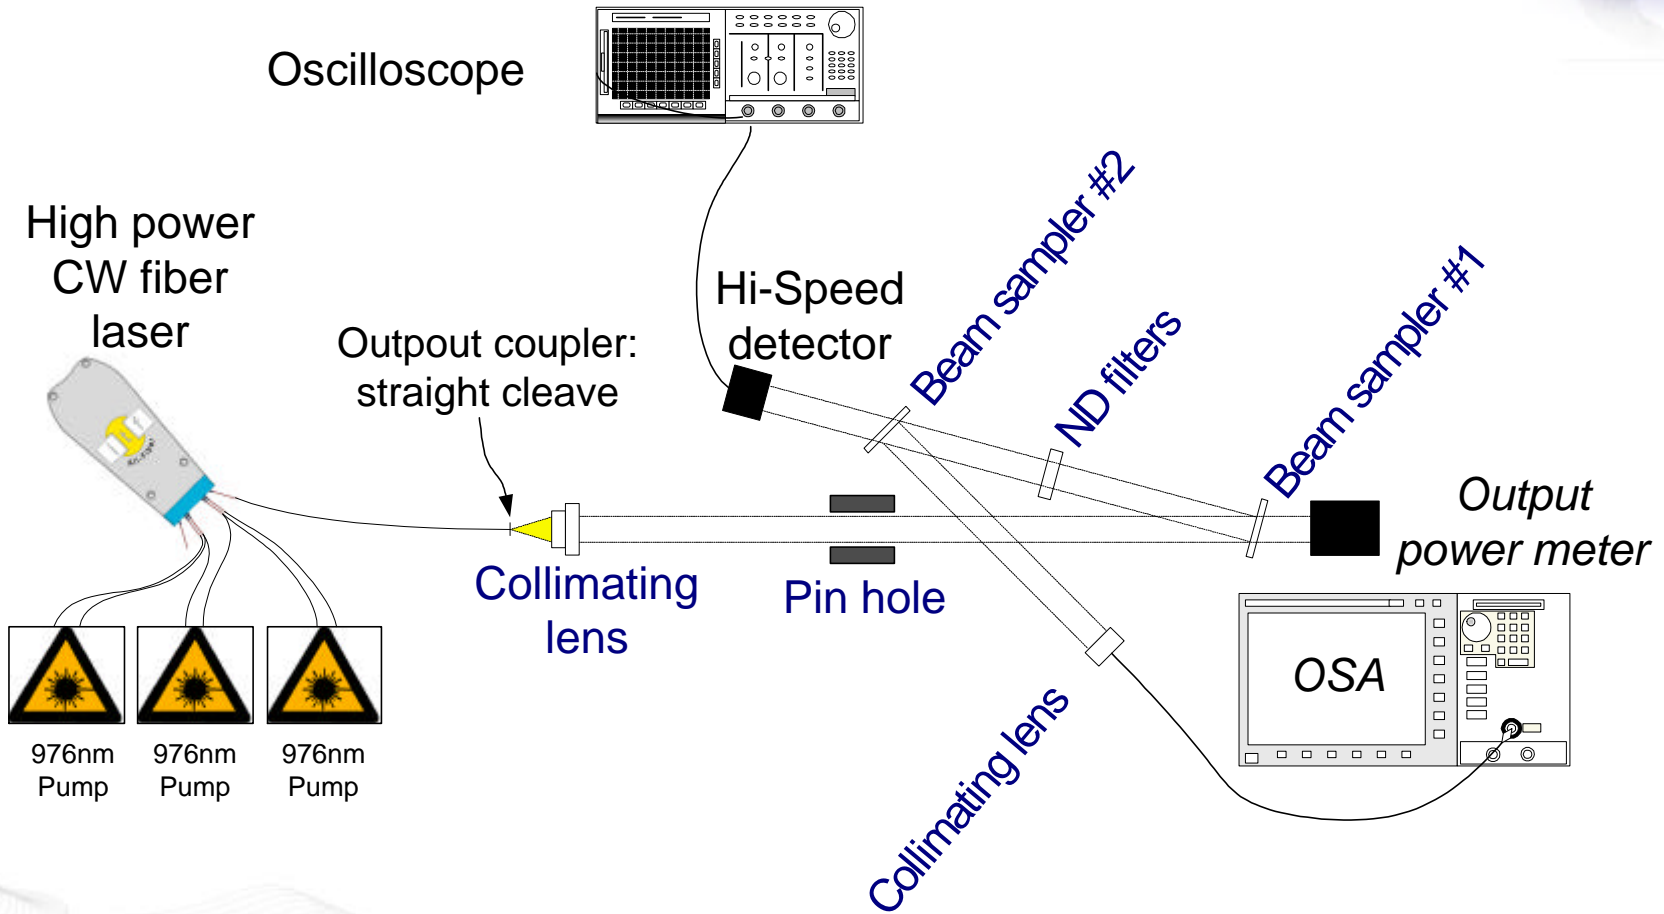 Oscilloscope
High power
CW fiber
laser
Outpout coupler:
straight cleave
Hi-Speed
detector
Beam sampler #2
ND filters
Beam sampler #1
Output
power meter
Collimating
lens
Pin hole
OSA
Collimating lens
976nm
Pump
976nm
Pump
976nm
Pump